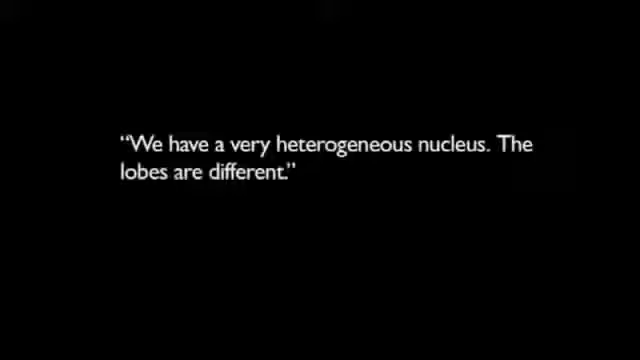 “We have a very heterogeneous nucleus. The
lobes are different.”